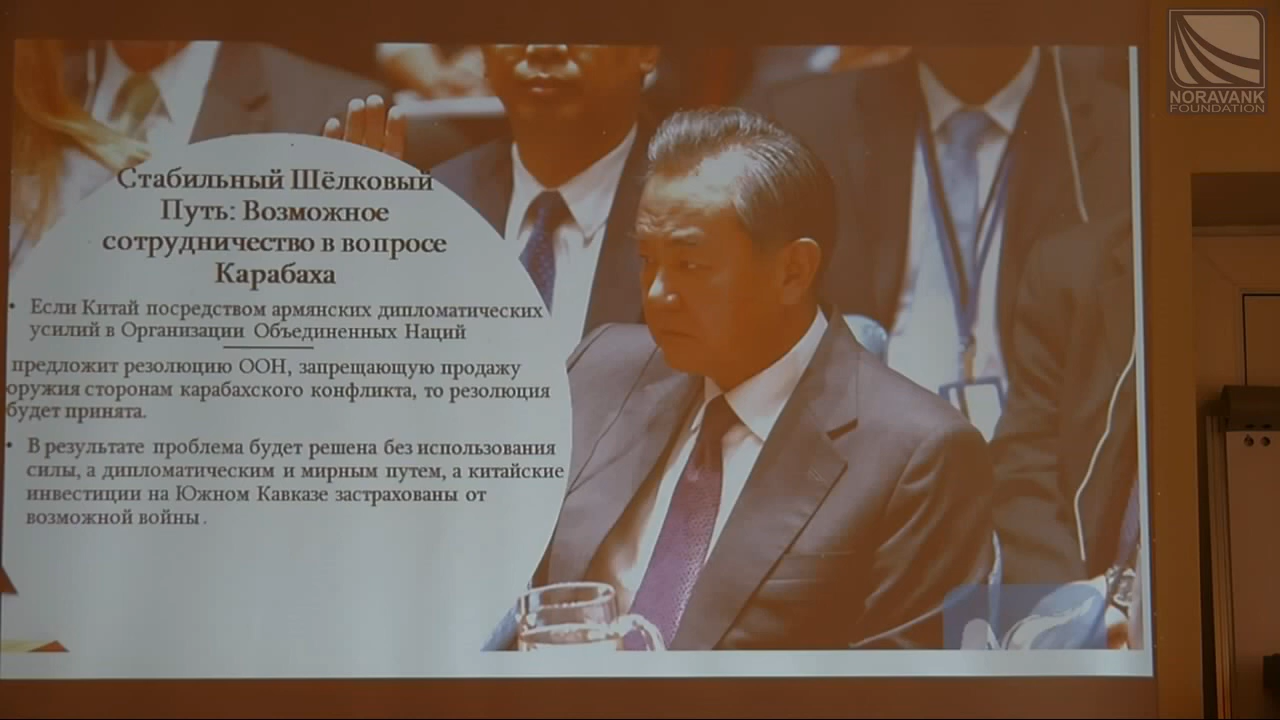 NORAVANK
FOUNDATION
Стабильный Шёлковый
Путь: Возможное
сотрудничество в вопросе
Карабаха
• Если Китай посредством армянских дипломатических
усилий в Организации Объединенных Наций
предложит резолюцию ООН, запрещающую продажу
оружия сторонам карабахского конфликта, то резолюция
будет принята.
• В результате проблема будет решена без использования
силы, а дипломатическим и мирным путем, а китайские
инвестиции на Южном Кавказе застрахованы от
возможной войны.